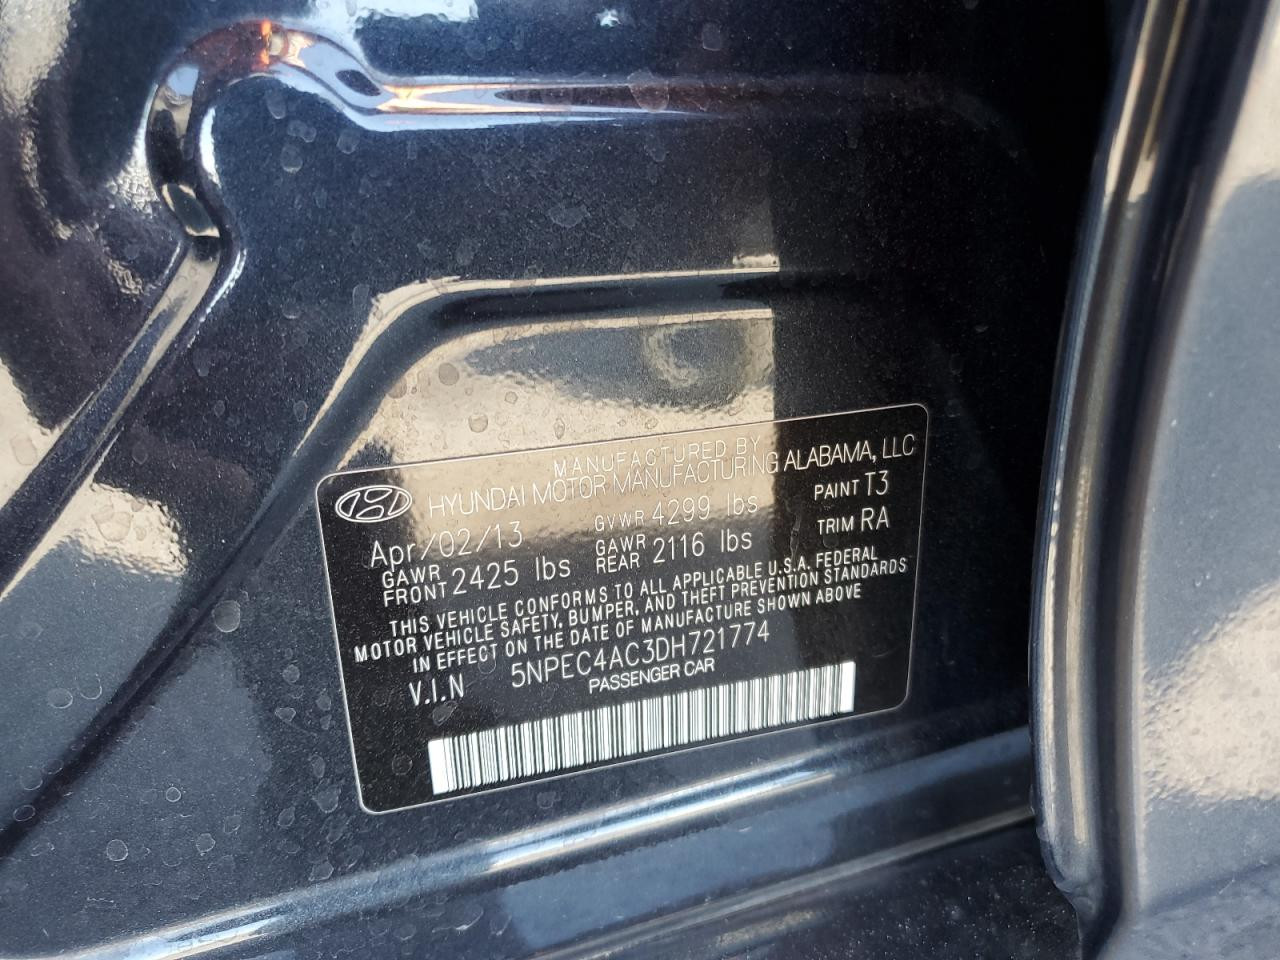 MANUFACTURED BY
HYUNDAI MOTOR MANUFACTURING ALABAMA, LLC
Apr/02/13 GVWR 4299 lbs PAINT T3
GAWR FRONT 2425 lbs GAWR REAR 2116 lbs TRIM RA
THIS VEHICLE CONFORMS TO ALL APPLICABLE U.S.A. FEDERAL
MOTOR VEHICLE SAFETY, BUMPER, AND THEFT PREVENTION STANDARDS
IN EFFECT ON THE DATE OF MANUFACTURE SHOWN ABOVE
V.I.N 5NPEC4AC3DH721774
PASSENGER CAR